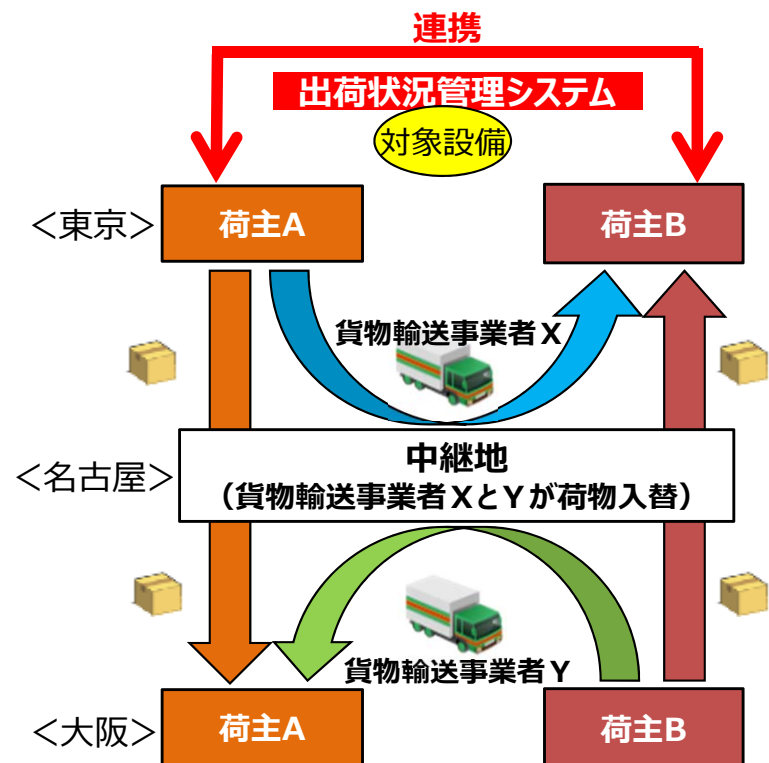 連携
出荷状況管理システム
対象設備
＜東京＞
荷主A
荷主B
貨物輸送事業者Ｘ
＜名古屋＞
中継地
（貨物輸送事業者ＸとＹが荷物入替）
貨物輸送事業者Ｙ
＜大阪＞
荷主A
荷主B